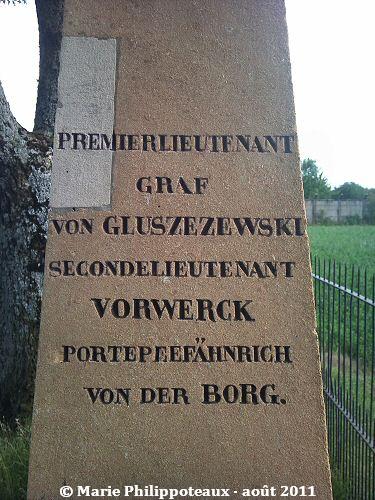 PREMIERLIEUTENANT
GRAF
VON GLUSZEZEWSKI
SECONDELIEUTENANT
VORWERCK
PORTEPEEFÄHNRICH
VON DER BORG.
© Marie Philippoteaux - août 2011